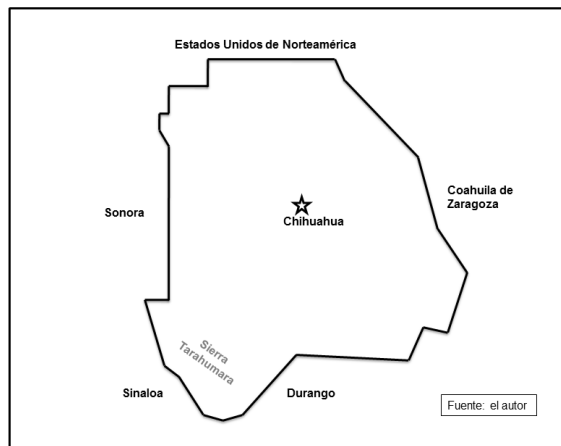 Estados Unidos de Norteamérica
Coahuila de
Zaragoza
Sonora
Chihuahua
Sierra
Tarahumara
Sinaloa
Durango
Fuente: el autor